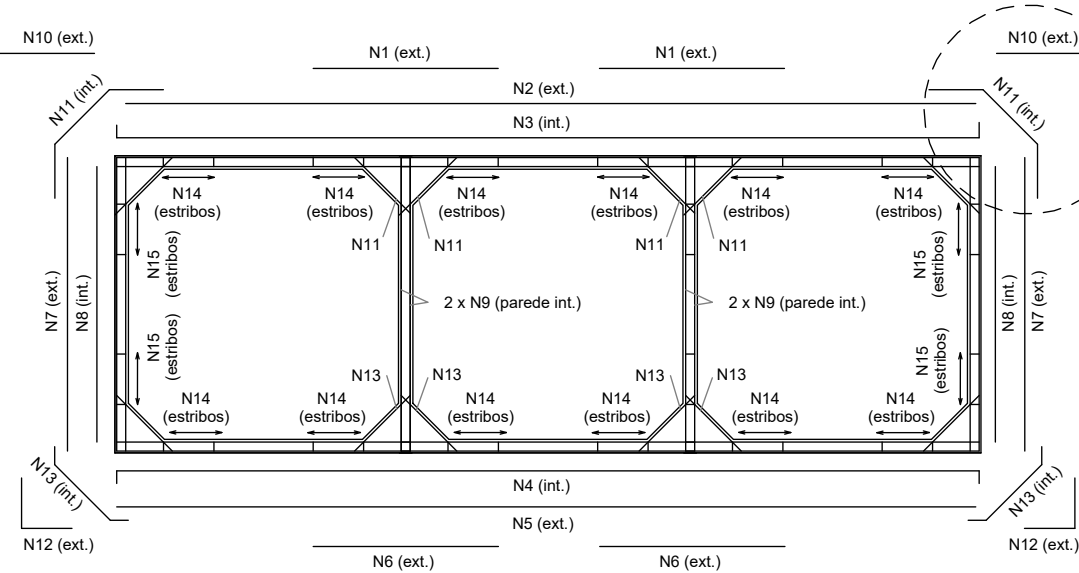 N10 (ext.)
N10 (ext.)
N1 (ext.)
N1 (ext.)
N2 (ext.)
N11 (int.)
N11 (int.)
N3 (int.)
N14
(estribos)
N14
(estribos)
N14
(estribos)
N14
(estribos)
N14
(estribos)
N14
(estribos)
N11
N11
N11
N11
N15
(estribos)
N15
(estribos)
N7 (ext.)
N8 (int.)
2 x N9 (parede int.)
2 x N9 (parede int.)
N8 (int.)
N7 (ext.)
N15
(estribos)
N15
(estribos)
N13
N13
N13
N13
N14
(estribos)
N14
(estribos)
N14
(estribos)
N14
(estribos)
N14
(estribos)
N14
(estribos)
N13 (int.)
N13 (int.)
N4 (int.)
N5 (ext.)
N12 (ext.)
N12 (ext.)
N6 (ext.)
N6 (ext.)